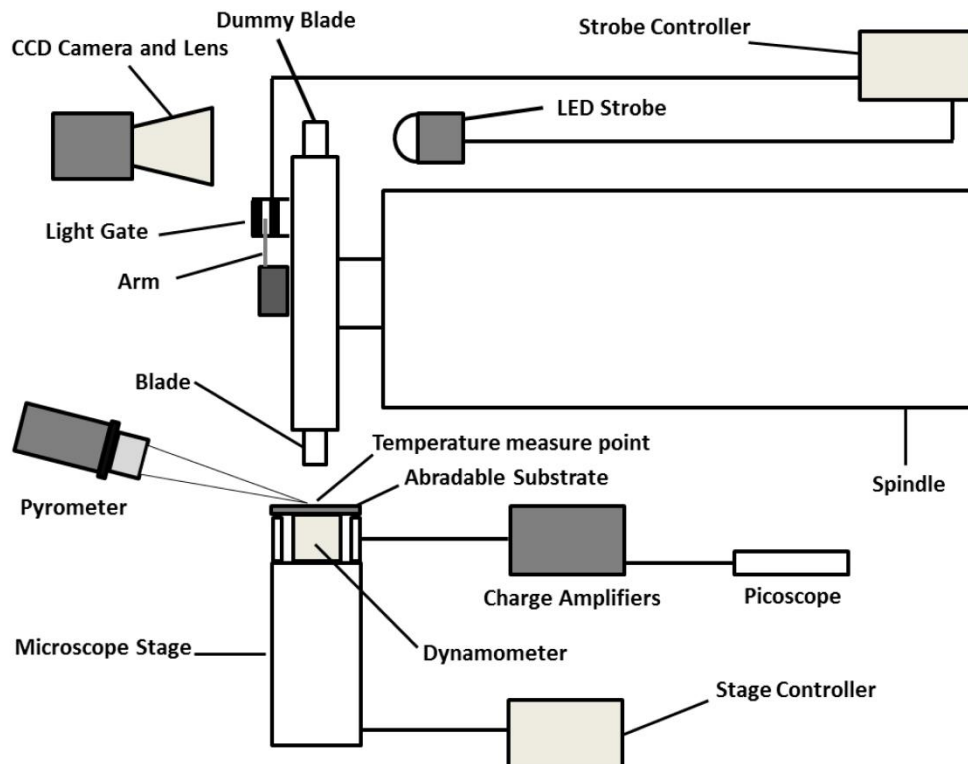 Dummy Blade
CCD Camera and Lens
Strobe Controller
LED Strobe
Light Gate
Arm
Blade
Temperature measure point
Abradable Substrate
Pyrometer
Spindle
Charge Amplifiers
Picoscope
Microscope Stage
Dynamometer
Stage Controller